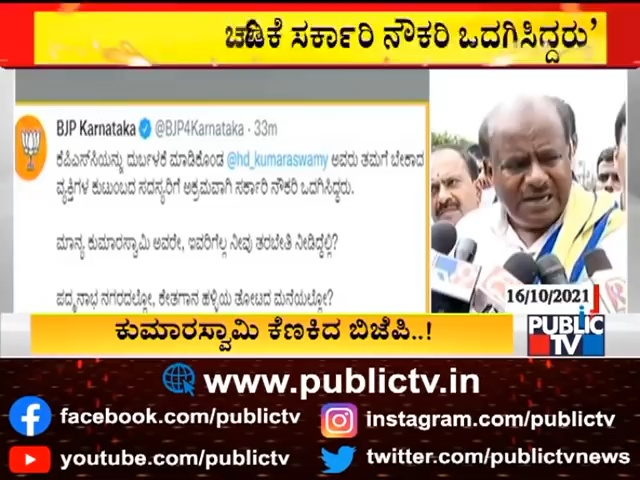 ಸರ್ಕಾರಿ ನೌಕರಿ ಒದಗಿಸಿದ್ದರು'
BJP Karnataka @BJP4Karnataka · 33m
ಕೆಪಿಎಸ್‌ಸಿಯನ್ನು ದುರ್ಬಳಕೆ ಮಾಡಿಕೊಂಡ @hd_kumaraswamy ಅವರು ತಮಗೆ ಬೇಕಾದ
ವ್ಯಕ್ತಿಗಳ ಕುಟುಂಬದ ಸದಸ್ಯರಿಗೆ ಅಕ್ರಮವಾಗಿ ಸರ್ಕಾರಿ ನೌಕರಿ ಒದಗಿಸಿದ್ದರು.
ಮಾನ್ಯ ಕುಮಾರಸ್ವಾಮಿ ಅವರೇ, ಇವರಿಗೆಲ್ಲ ನೀವು ತರಬೇತಿ ನೀಡಿದ್ದೆಲ್ಲಿ?
ಪದ್ಮನಾಭ ನಗರದಲ್ಲೋ, ಕೇತಗಾನ ಹಳ್ಳಿಯ ತೋಟದ ಮನೆಯಲ್ಲೋ?
16/10/2021
ಕುಮಾರಸ್ವಾಮಿ ಕೆಣಕಿದ ಬಿಜೆಪಿ..!
PUBLIC
TV
www.publictv.in
facebook.com/publictv
instagram.com/publictv
youtube.com/publictv
twitter.com/publictvnews